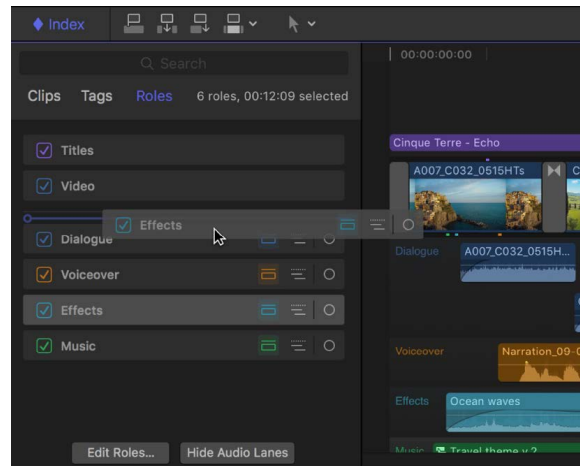 Index
Search
Clips Tags Roles 6 roles, 00:12:09 selected
Titles
Video
Effects
Dialogue
Voiceover
Effects
Music
Edit Roles... Hide Audio Lanes
00:00:00:00
Cinque Terre - Echo
A007_C032_0515HTs C
Dialogue A007_C032_0515H...
Voiceover Narration_09-0
Effects Ocean waves
Music Travel theme v.2